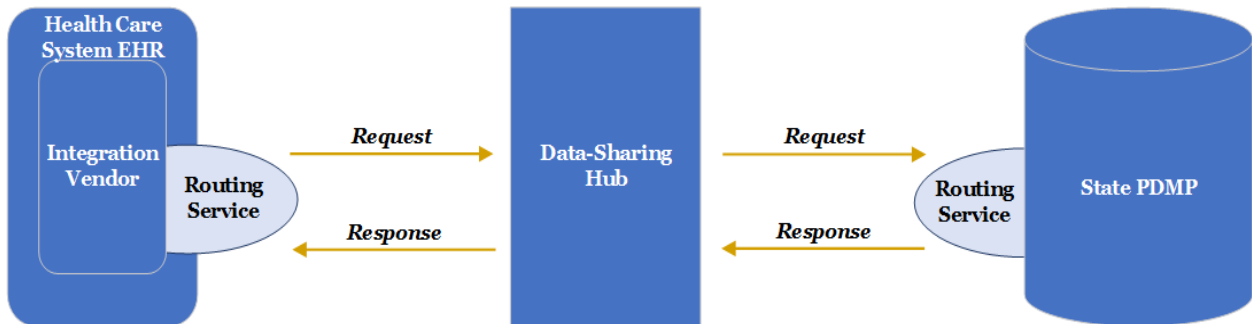 Health Care
System EHR
Integration
Vendor
Routing
Service
Request
Response
Data-Sharing
Hub
Request
Response
Routing
Service
State PDMP